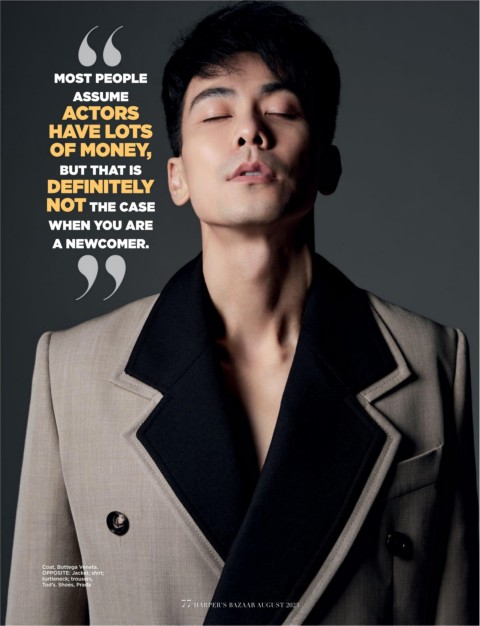 “
MOST PEOPLE
ASSUME
ACTORS
HAVE LOTS
OF MONEY,
BUT THAT IS
DEFINITELY
NOT THE CASE
WHEN YOU ARE
A NEWCOMER.
”
Coat, Bottega Veneta.
OPPOSITE: Jacket; shirt;
turtleneck; trousers,
Tod's. Shoes, Prada
77 HARPER'S BAZAAR AUGUST 2023